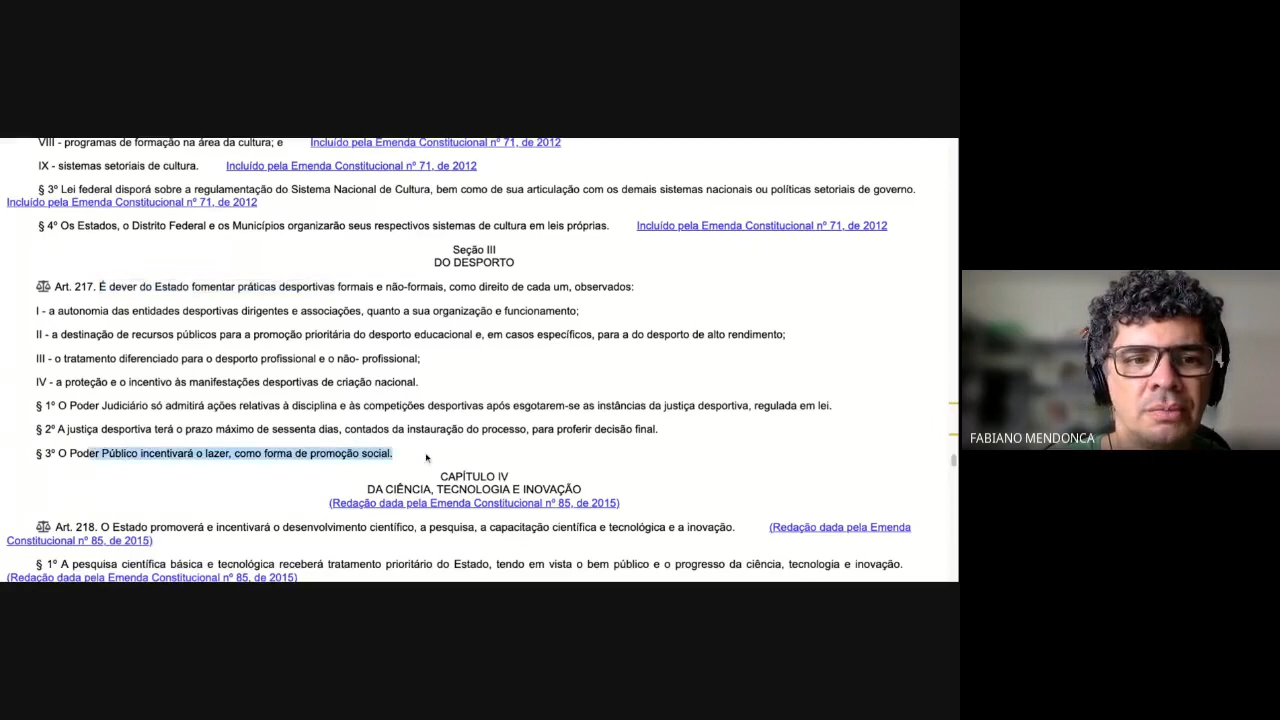 VIII - programas de formação na área da cultura; e Incluído pela Emenda Constitucional nº 71, de 2012
IX - sistemas setoriais de cultura. Incluído pela Emenda Constitucional nº 71, de 2012
§ 3º Lei federal disporá sobre a regulamentação do Sistema Nacional de Cultura, bem como de sua articulação com os demais sistemas nacionais ou políticas setoriais de governo.
Incluído pela Emenda Constitucional nº 71, de 2012
§ 4º Os Estados, o Distrito Federal e os Municípios organizarão seus respectivos sistemas de cultura em leis próprias. Incluído pela Emenda Constitucional nº 71, de 2012
Seção III
DO DESPORTO
Art. 217. É dever do Estado fomentar práticas desportivas formais e não-formais, como direito de cada um, observados:
I - a autonomia das entidades desportivas dirigentes e associações, quanto a sua organização e funcionamento;
II - a destinação de recursos públicos para a promoção prioritária do desporto educacional e, em casos específicos, para a do desporto de alto rendimento;
III - o tratamento diferenciado para o desporto profissional e o não- profissional;
IV - a proteção e o incentivo às manifestações desportivas de criação nacional.
§ 1º O Poder Judiciário só admitirá ações relativas à disciplina e às competições desportivas após esgotarem-se as instâncias da justiça desportiva, regulada em lei.
§ 2º A justiça desportiva terá o prazo máximo de sessenta dias, contados da instauração do processo, para proferir decisão final.
§ 3º O Poder Público incentivará o lazer, como forma de promoção social.
CAPÍTULO IV
DA CIÊNCIA, TECNOLOGIA E INOVAÇÃO
(Redação dada pela Emenda Constitucional nº 85, de 2015)
Art. 218. O Estado promoverá e incentivará o desenvolvimento científico, a pesquisa, a capacitação científica e tecnológica e a inovação. (Redação dada pela Emenda
Constitucional nº 85, de 2015)
§ 1º A pesquisa científica básica e tecnológica receberá tratamento prioritário do Estado, tendo em vista o bem público e o progresso da ciência, tecnologia e inovação.
(Redação dada pela Emenda Constitucional nº 85, de 2015)
FABIANO MENDONCA